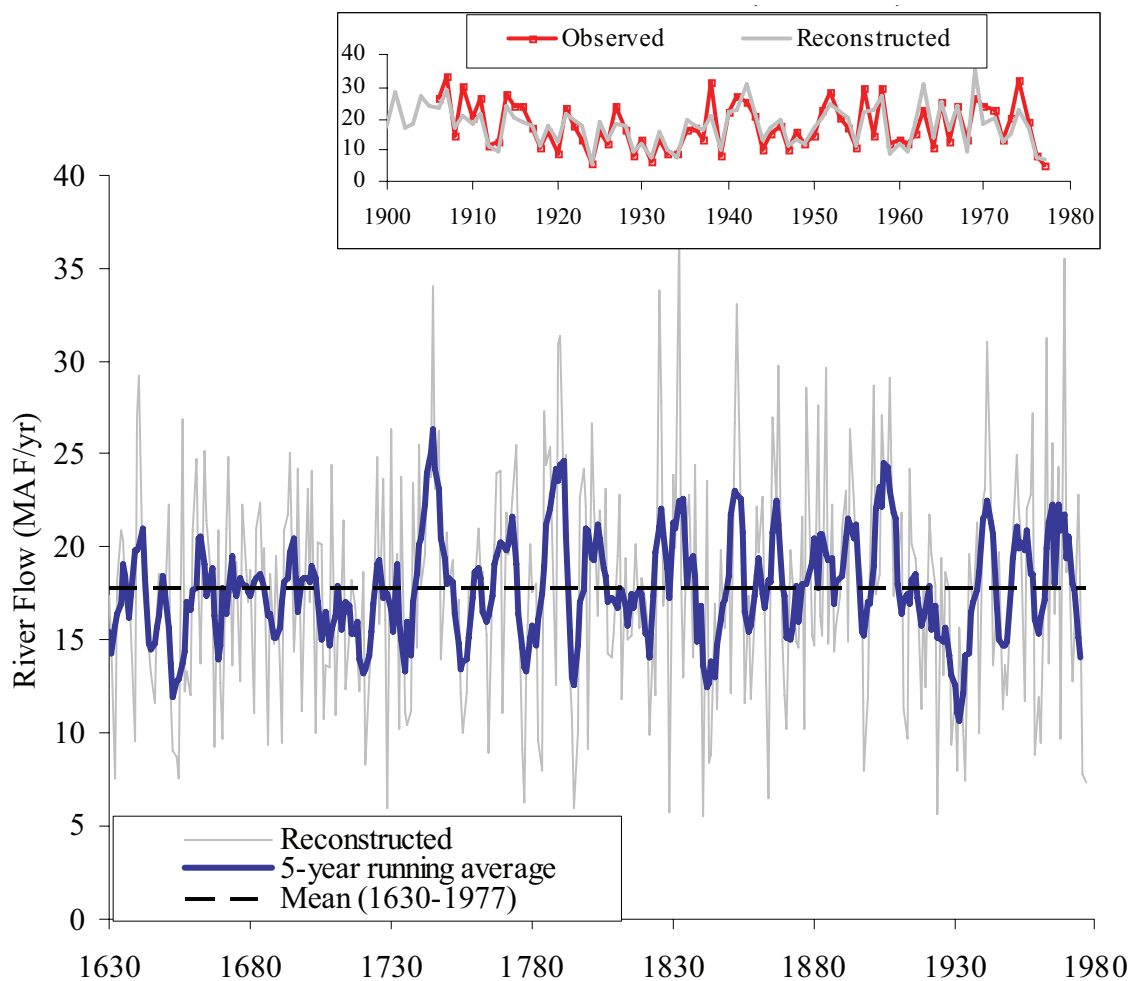 Observed Reconstructed
40
30
20
10
0
1900 1910 1920 1930 1940 1950 1960 1970 1980
River Flow (MAF/yr)
40
35
30
25
20
15
10
5
0
Reconstructed
5-year running average
Mean (1630-1977)
1630 1680 1730 1780 1830 1880 1930 1980